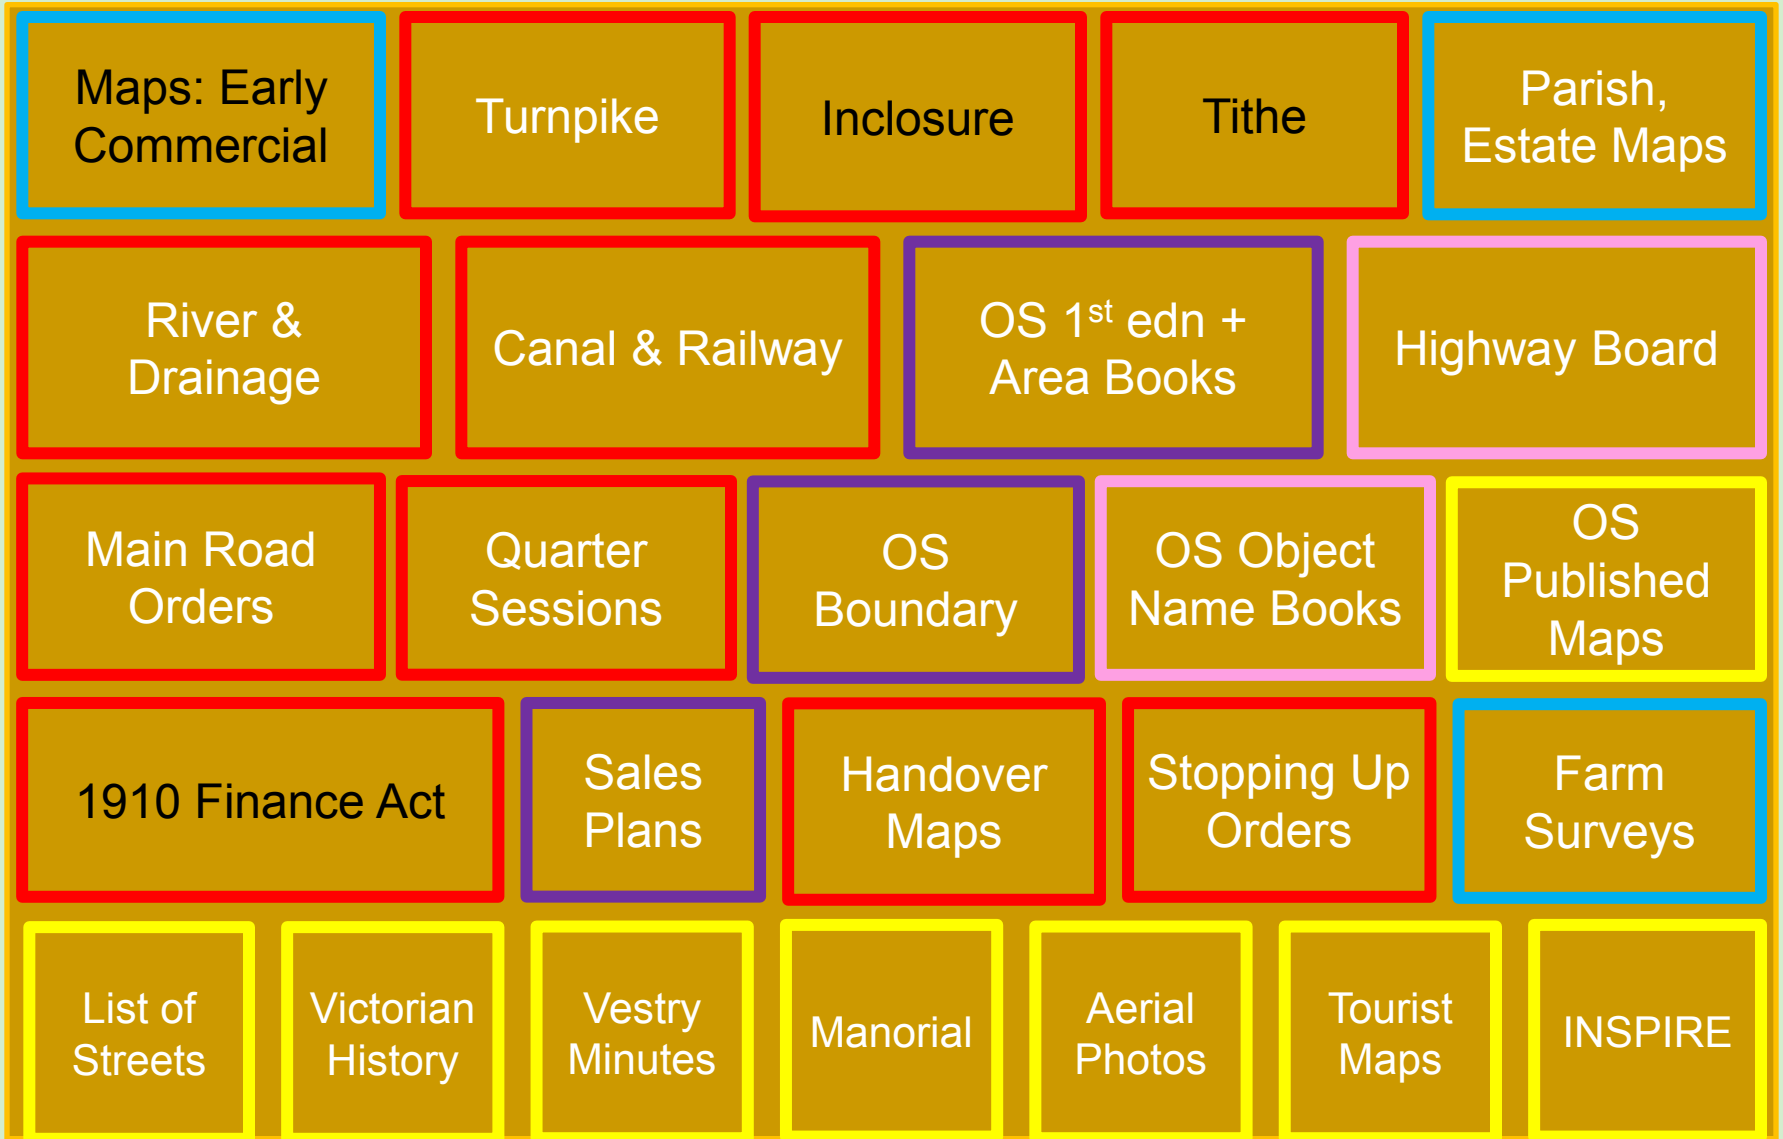 Maps: Early
Commercial
Turnpike
Inclosure
Tithe
Parish,
Estate Maps
River &
Drainage
Canal & Railway
OS 1st edn +
Area Books
Highway Board
Main Road
Orders
Quarter
Sessions
OS
Boundary
OS Object
Name Books
OS
Published
Maps
1910 Finance Act
Sales
Plans
Handover
Maps
Stopping Up
Orders
Farm
Surveys
List of
Streets
Victorian
History
Vestry
Minutes
Manorial
Aerial
Photos
Tourist
Maps
INSPIRE